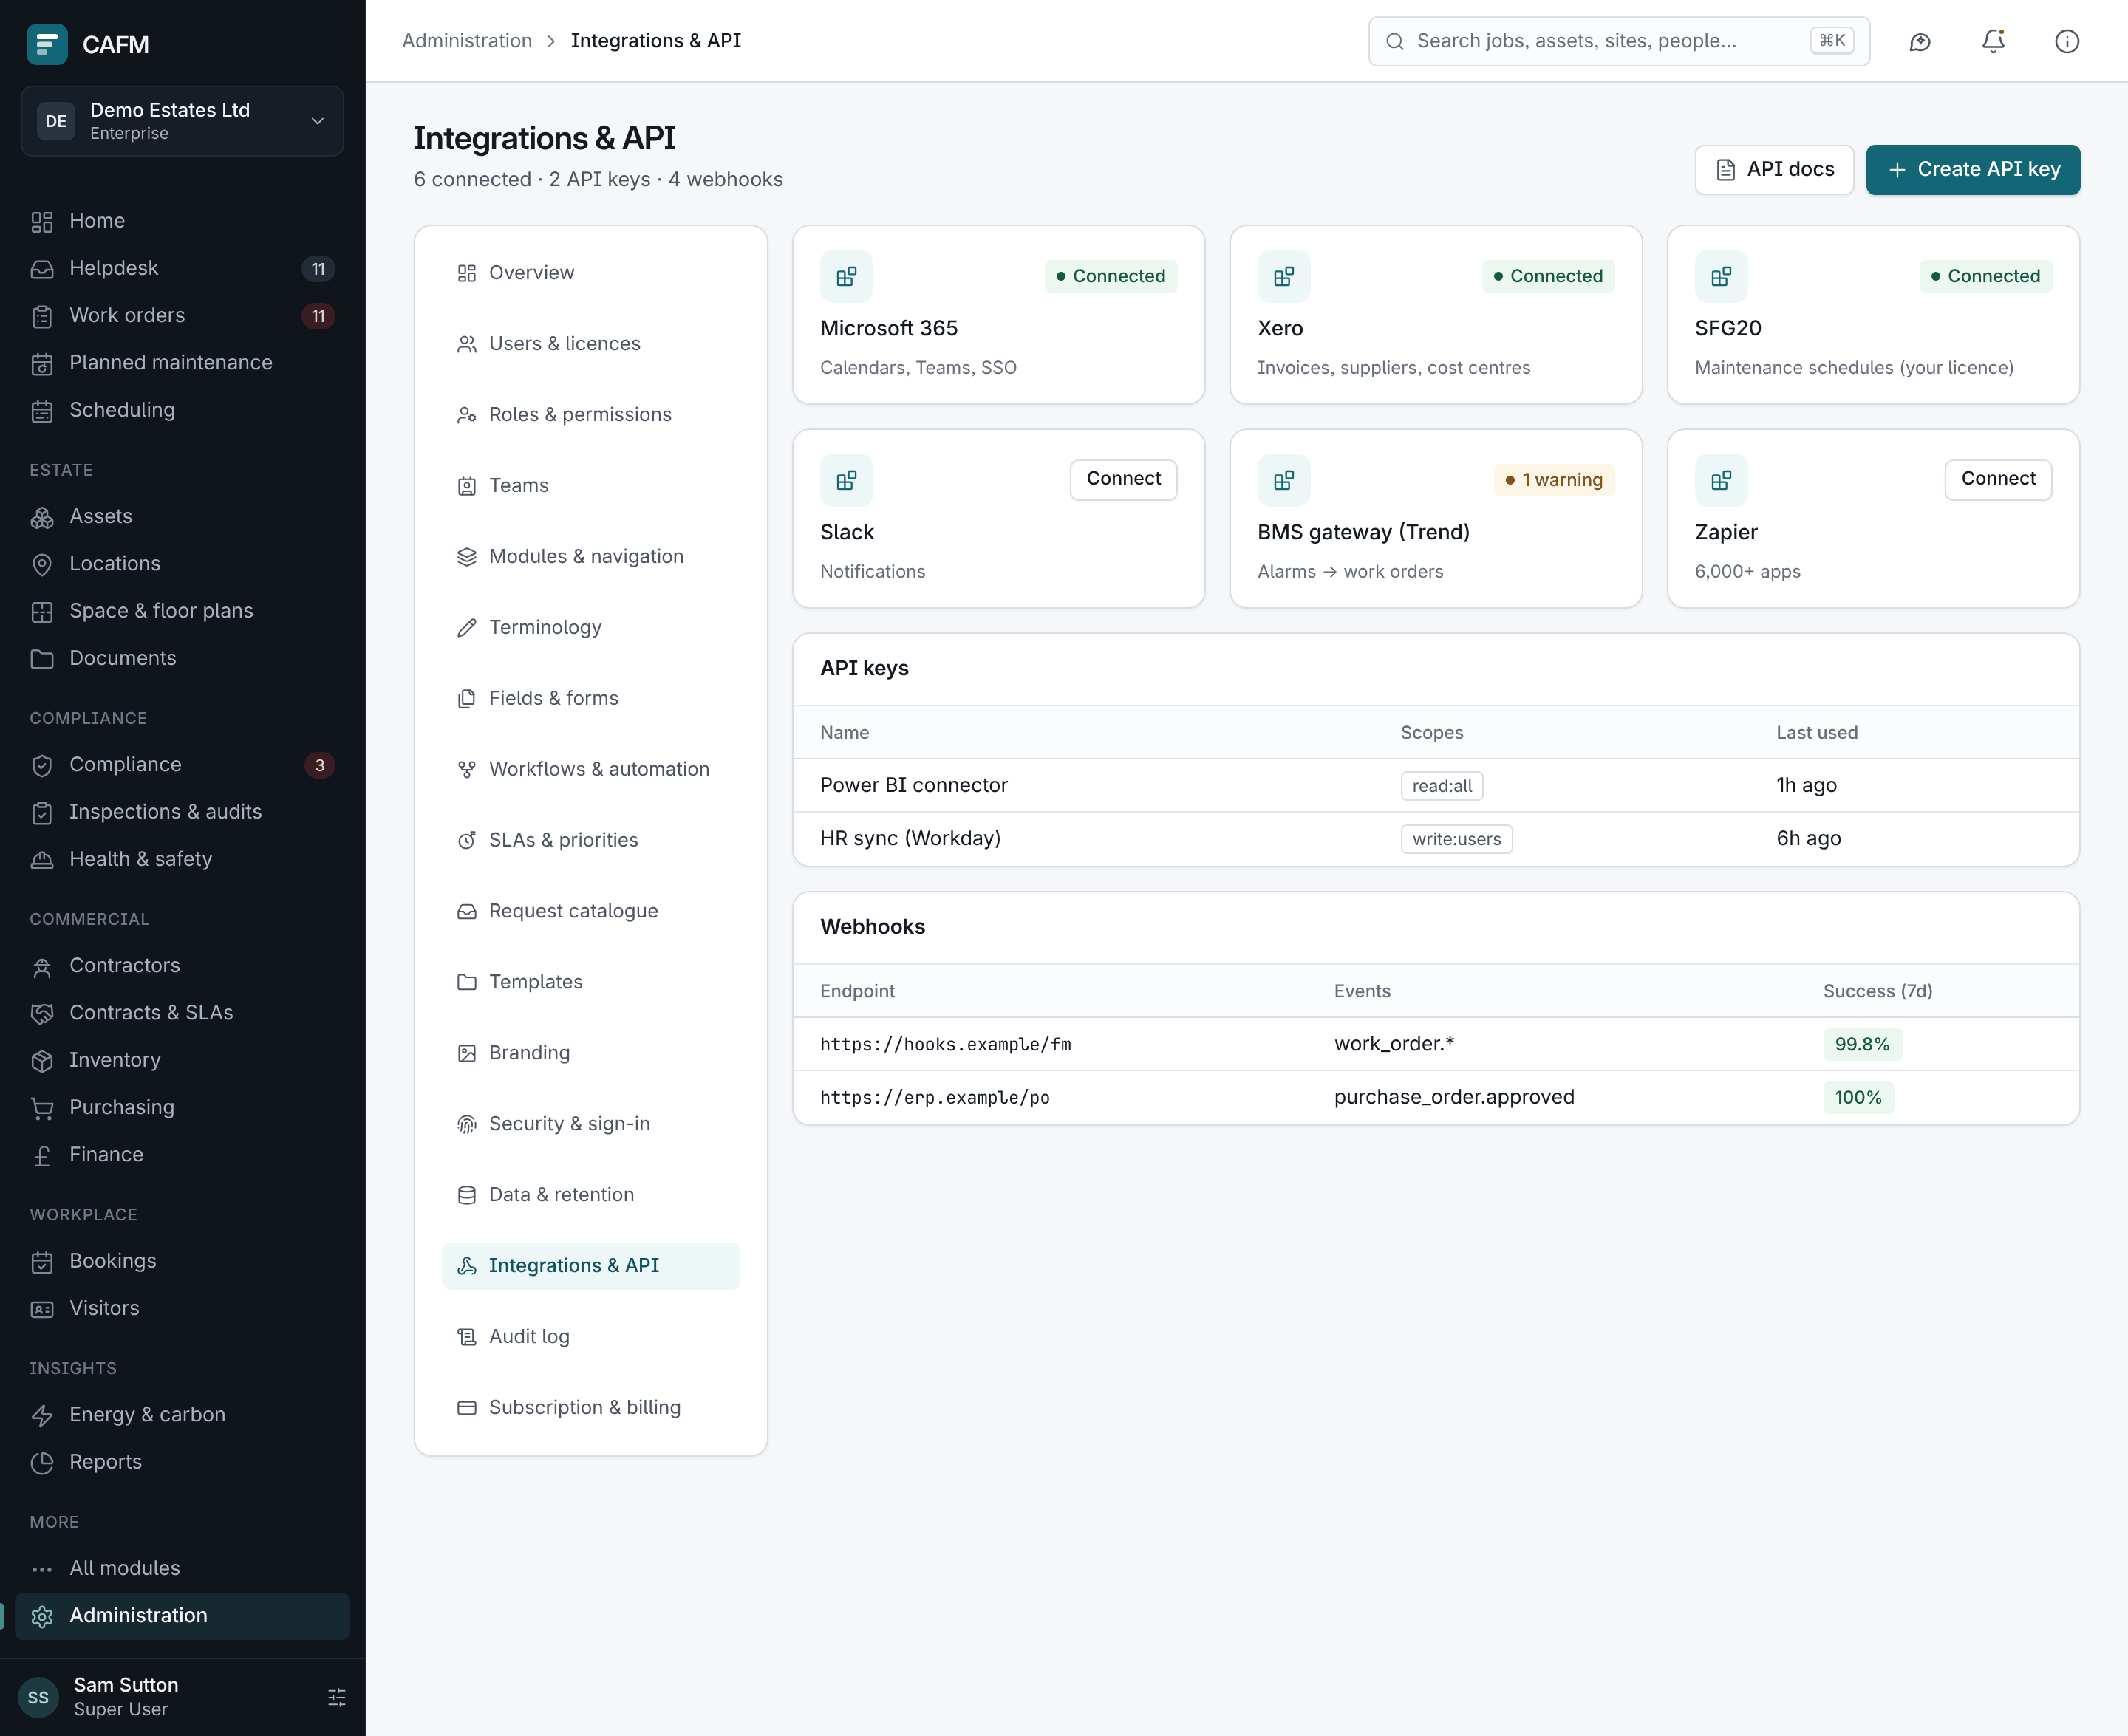 CAFM
DE
Demo Estates Ltd
Enterprise
Home
Helpdesk 11
Work orders 11
Planned maintenance
Scheduling
ESTATE
Assets
Locations
Space & floor plans
Documents
COMPLIANCE
Compliance 3
Inspections & audits
Health & safety
COMMERCIAL
Contractors
Contracts & SLAs
Inventory
Purchasing
Finance
WORKPLACE
Bookings
Visitors
INSIGHTS
Energy & carbon
Reports
MORE
All modules
Administration
SS
Sam Sutton
Super User
Administration > Integrations & API
Search jobs, assets, sites, people... ⌘K
Integrations & API
6 connected · 2 API keys · 4 webhooks
API docs
+ Create API key
Overview
Users & licences
Roles & permissions
Teams
Modules & navigation
Terminology
Fields & forms
Workflows & automation
SLAs & priorities
Request catalogue
Templates
Branding
Security & sign-in
Data & retention
Integrations & API
Audit log
Subscription & billing
Connected
Microsoft 365
Calendars, Teams, SSO
Connected
Xero
Invoices, suppliers, cost centres
Connected
SFG20
Maintenance schedules (your licence)
Connect
Slack
Notifications
1 warning
BMS gateway (Trend)
Alarms → work orders
Connect
Zapier
6,000+ apps
API keys
Name Scopes Last used
Power BI connector read:all 1h ago
HR sync (Workday) write:users 6h ago
Webhooks
Endpoint Events Success (7d)
https://hooks.example/fm work_order.* 99.8%
https://erp.example/po purchase_order.approved 100%